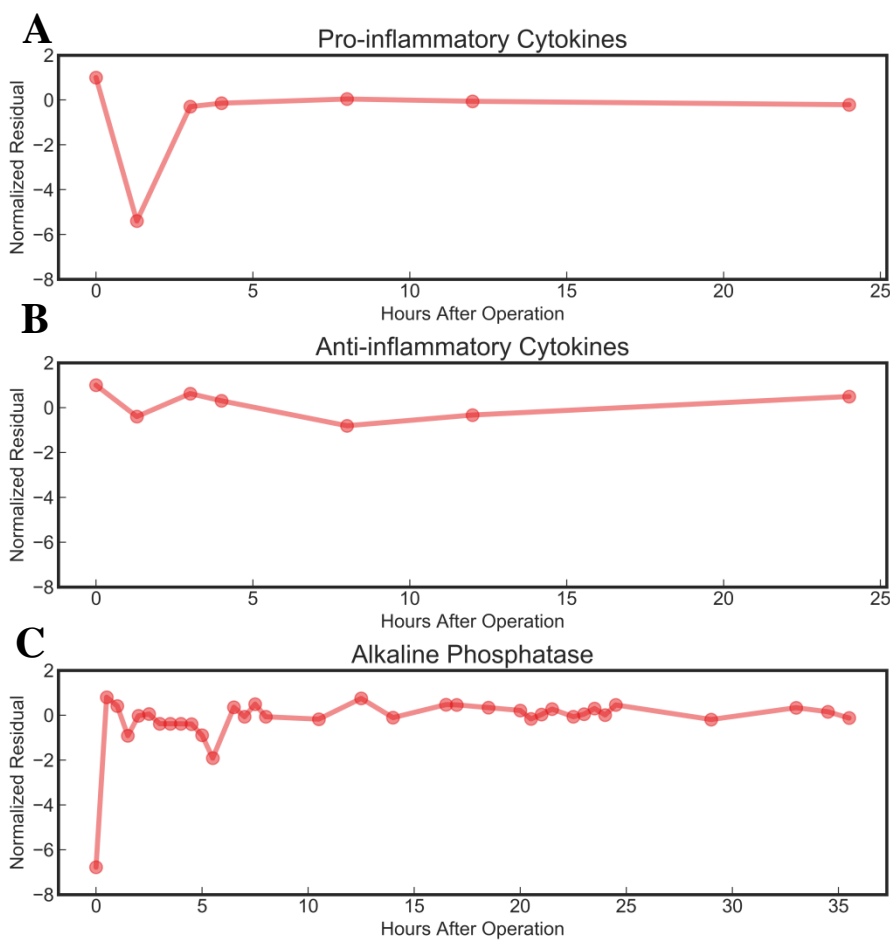 A
Pro-inflammatory Cytokines
Normalized Residual
2
0
−2
−4
−6
−8
0 5 10 15 20 25
Hours After Operation
B
Anti-inflammatory Cytokines
Normalized Residual
2
0
−2
−4
−6
−8
0 5 10 15 20 25
Hours After Operation
C
Alkaline Phosphatase
Normalized Residual
2
0
−2
−4
−6
−8
0 5 10 15 20 25 30 35
Hours After Operation